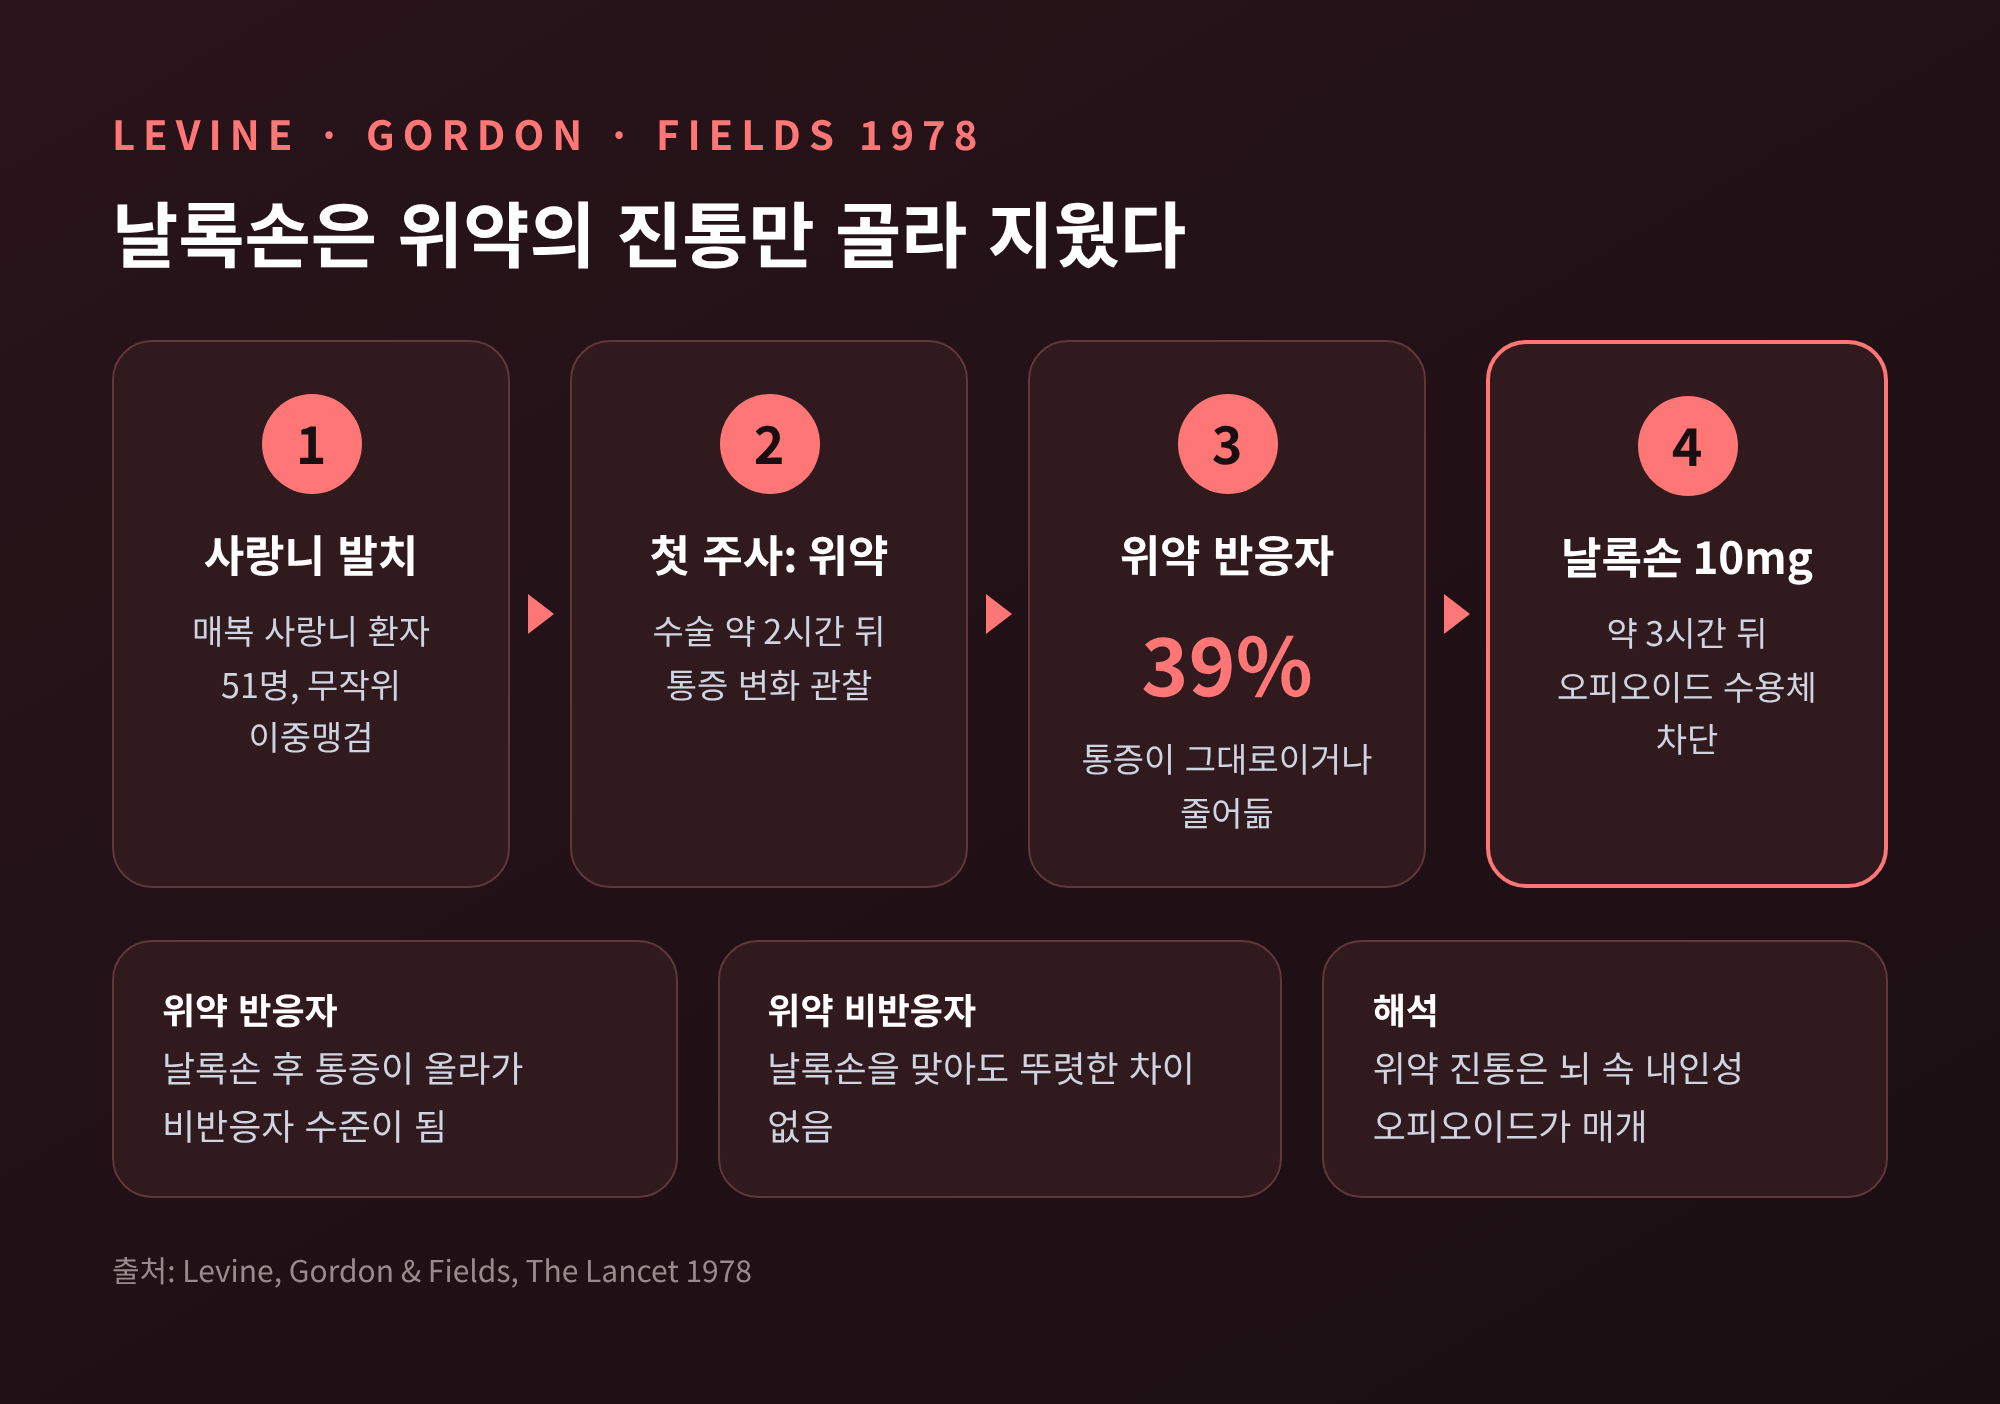 LEVINE · GORDON · FIELDS 1978
날록손은 위약의 진통만 골라 지웠다
1
사랑니 발치
매복 사랑니 환자
51명, 무작위
이중맹검
2
첫 주사: 위약
수술 약 2시간 뒤
통증 변화 관찰
3
위약 반응자
39%
통증이 그대로이거나
줄어듦
4
날록손 10mg
약 3시간 뒤
오피오이드 수용체
차단
위약 반응자
날록손 후 통증이 올라가
비반응자 수준이 됨
위약 비반응자
날록손을 맞아도 뚜렷한 차이
없음
해석
위약 진통은 뇌 속 내인성
오피오이드가 매개
출처: Levine, Gordon & Fields, The Lancet 1978